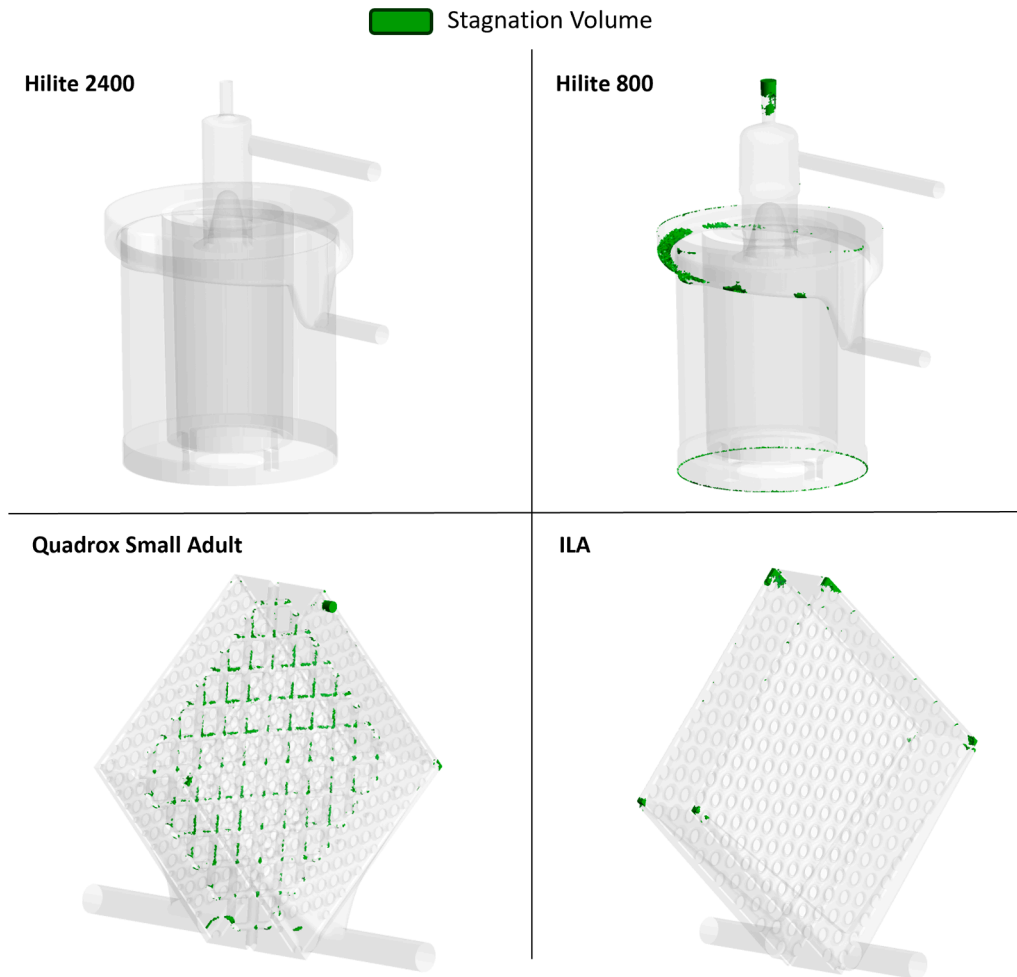 Stagnation Volume
Hilite 2400
Hilite 800
Quadrox Small Adult
ILA